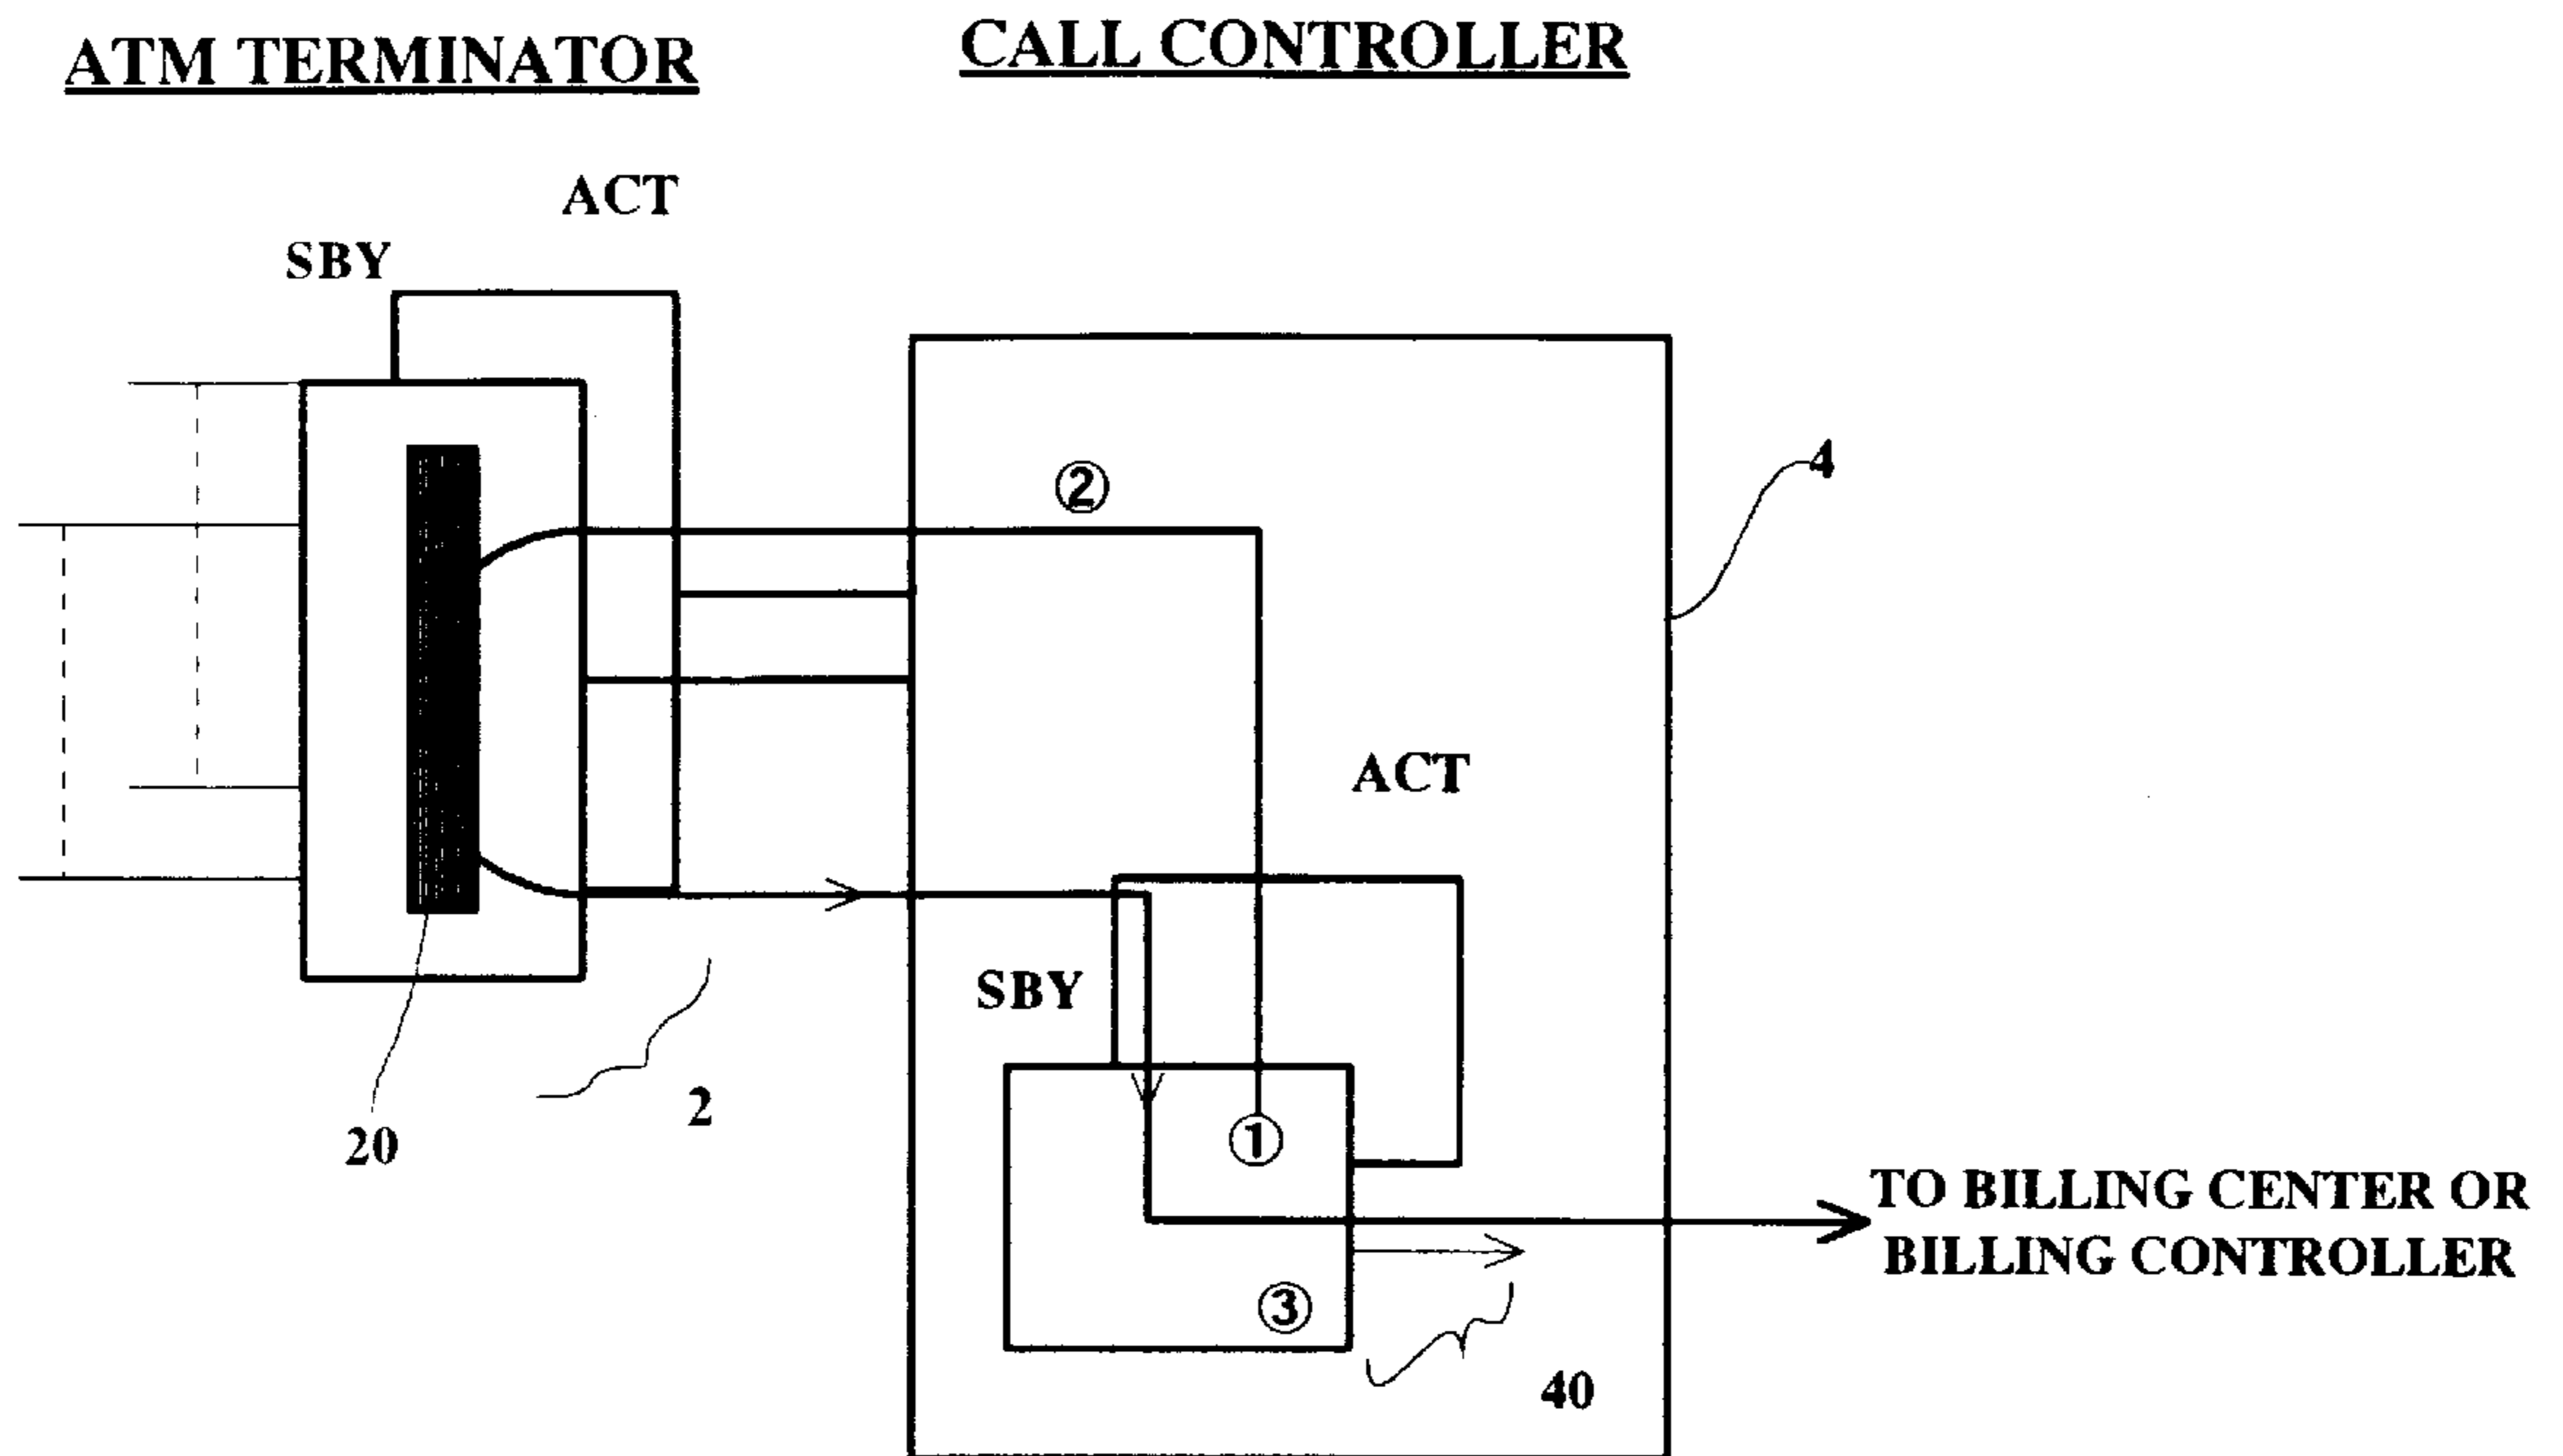 ATM TERMINATOR
CALL CONTROLLER
ACT
SBY
②
4
ACT
SBY
2
①
20
TO BILLING CENTER OR
BILLING CONTROLLER
③
40